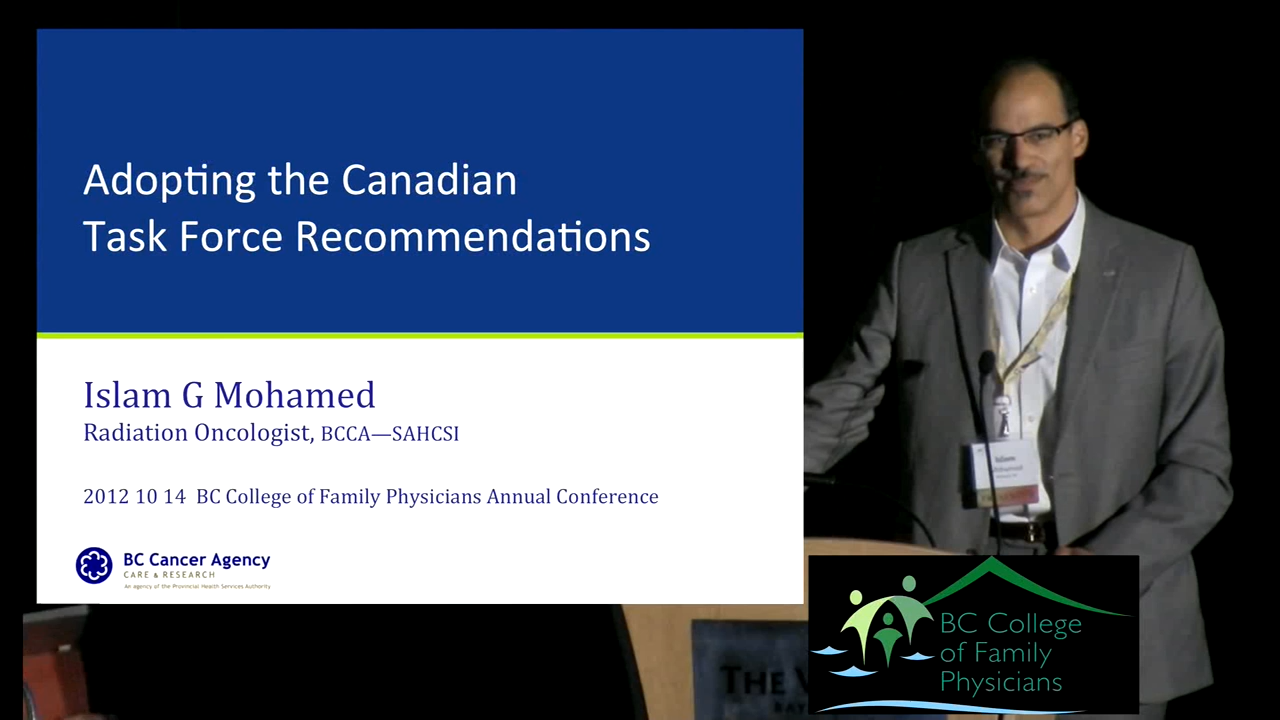 Adopting the Canadian
Task Force Recommendations
Islam G Mohamed
Radiation Oncologist, BCCA—SAHCSI
2012 10 14 BC College of Family Physicians Annual Conference
BC Cancer Agency
CARE & RESEARCH
An agency of the Provincial Health Services Authority
THE
BC College
of Family
Physicians